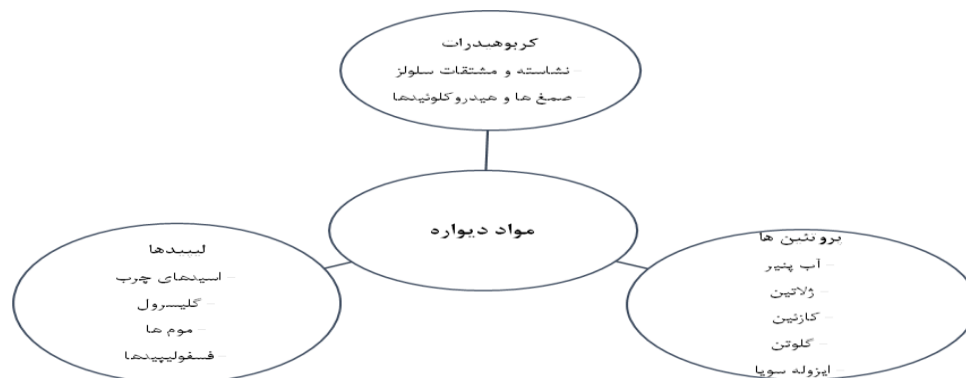 کربوهیدرات
– نشاسته و مشتقات سلولز
– صمغ ها و هیدروکلوئیدها
مواد دیواره
پروتئین ها
– آب پنیر
– ژلاتین
– کازئین
– گلوتن
– ایزوله سویا
لیپیدها
– اسیدهای چرب
– گلیسرول
– موم ها
– فسفولیپیدها